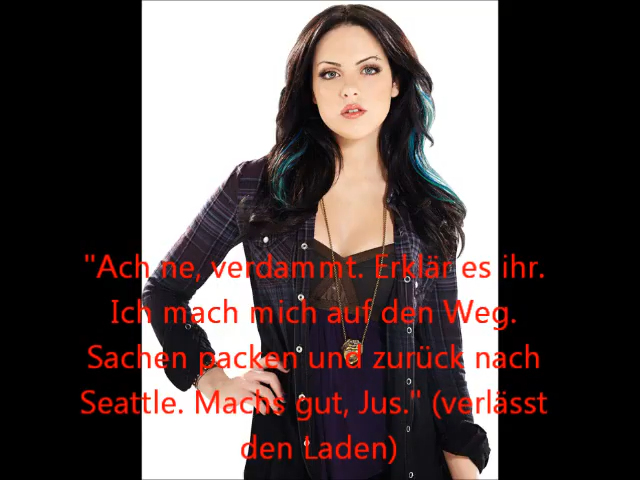 "Ach ne, verdammt. Erklär es ihr.
Ich mach mich auf den Weg.
Sachen packen und zurück nach
Seattle. Machs gut, Jus." (verlässt
den Laden)